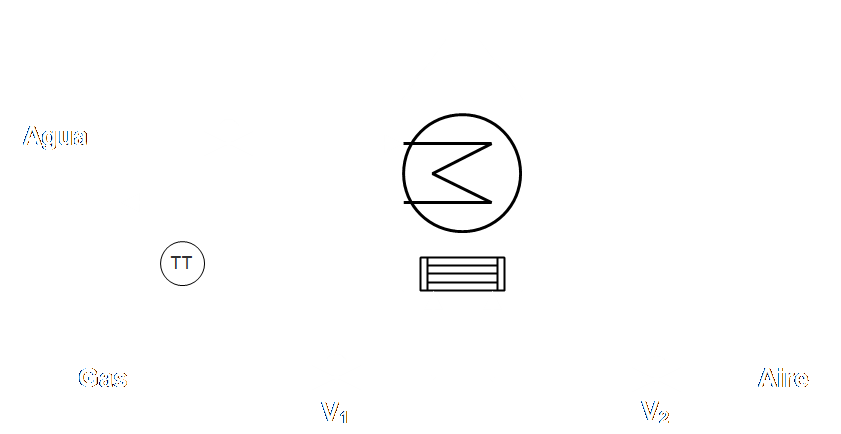 Agua
TT
Gas
Aire
V₁
V₂